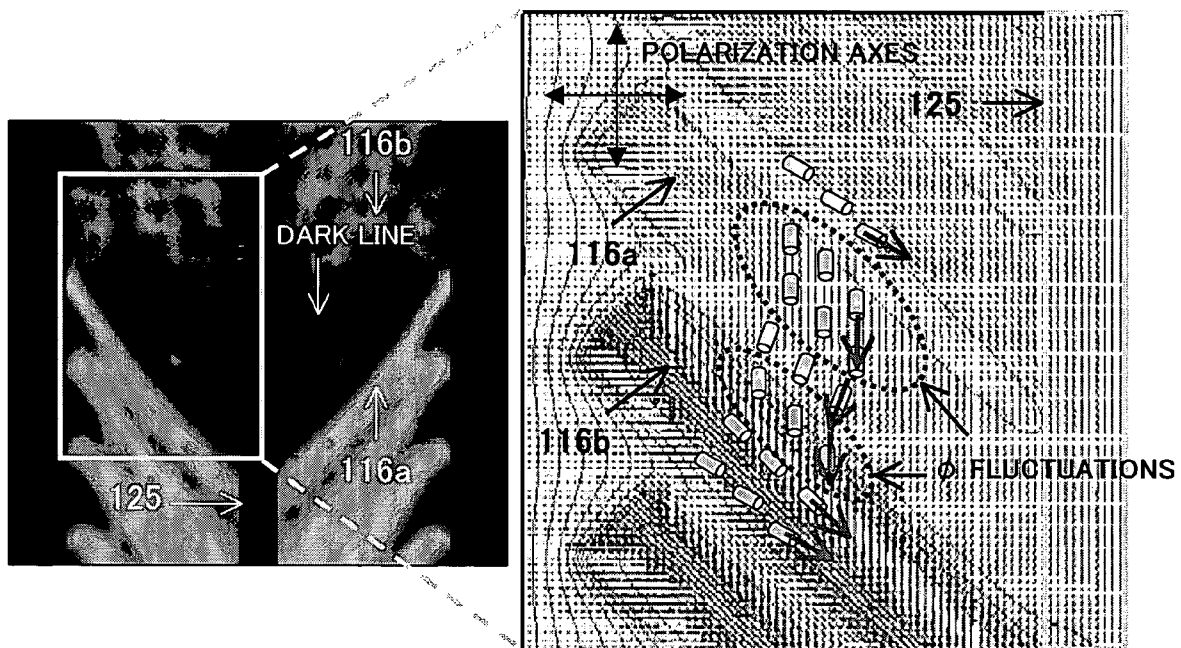 116b
DARK LINE
116a
125
POLARIZATION AXES
125
116a
116b
ϕ FLUCTUATIONS